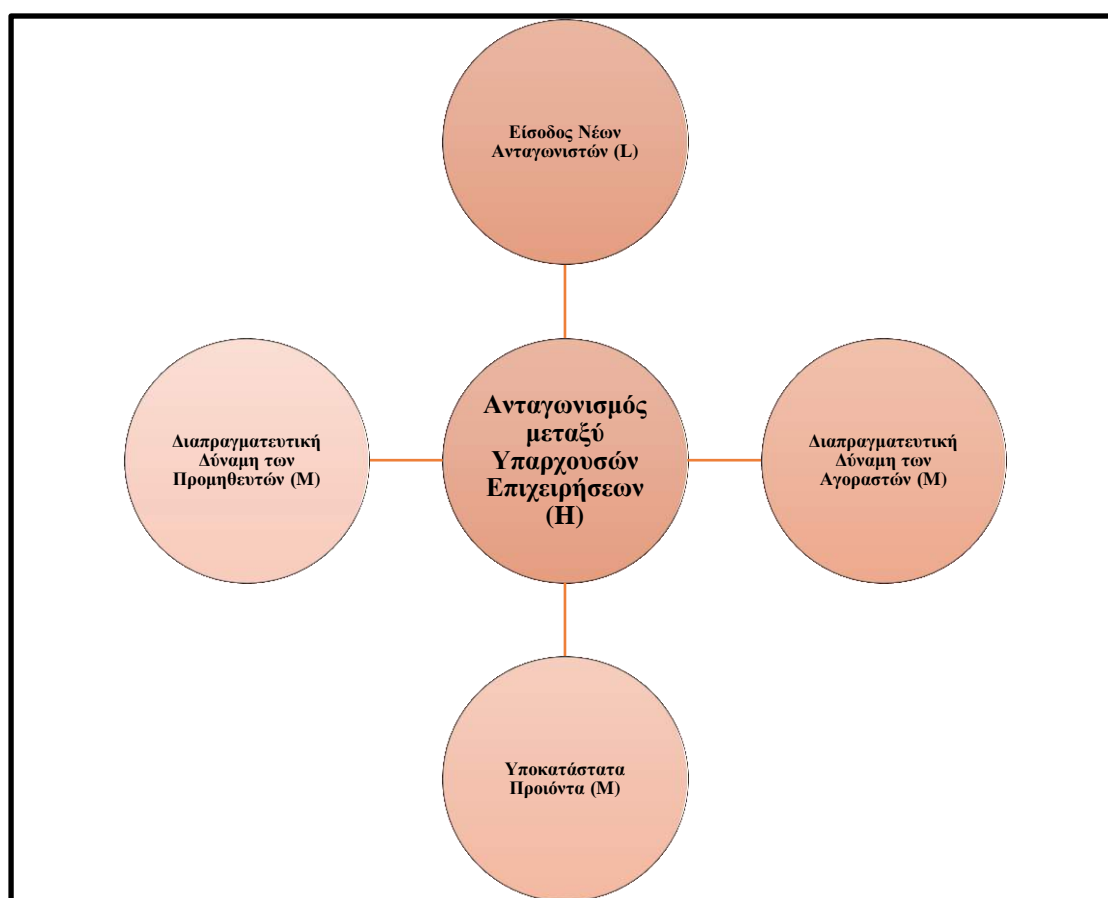 Είσοδος Νέων
Ανταγωνιστών (L)
Διαπραγματευτική
Δύναμη των
Προμηθευτών (M)
Ανταγωνισμός
μεταξύ
Υπαρχουσών
Επιχειρήσεων
(H)
Διαπραγματευτική
Δύναμη των
Αγοραστών (M)
Υποκατάστατα
Προιόντα (M)